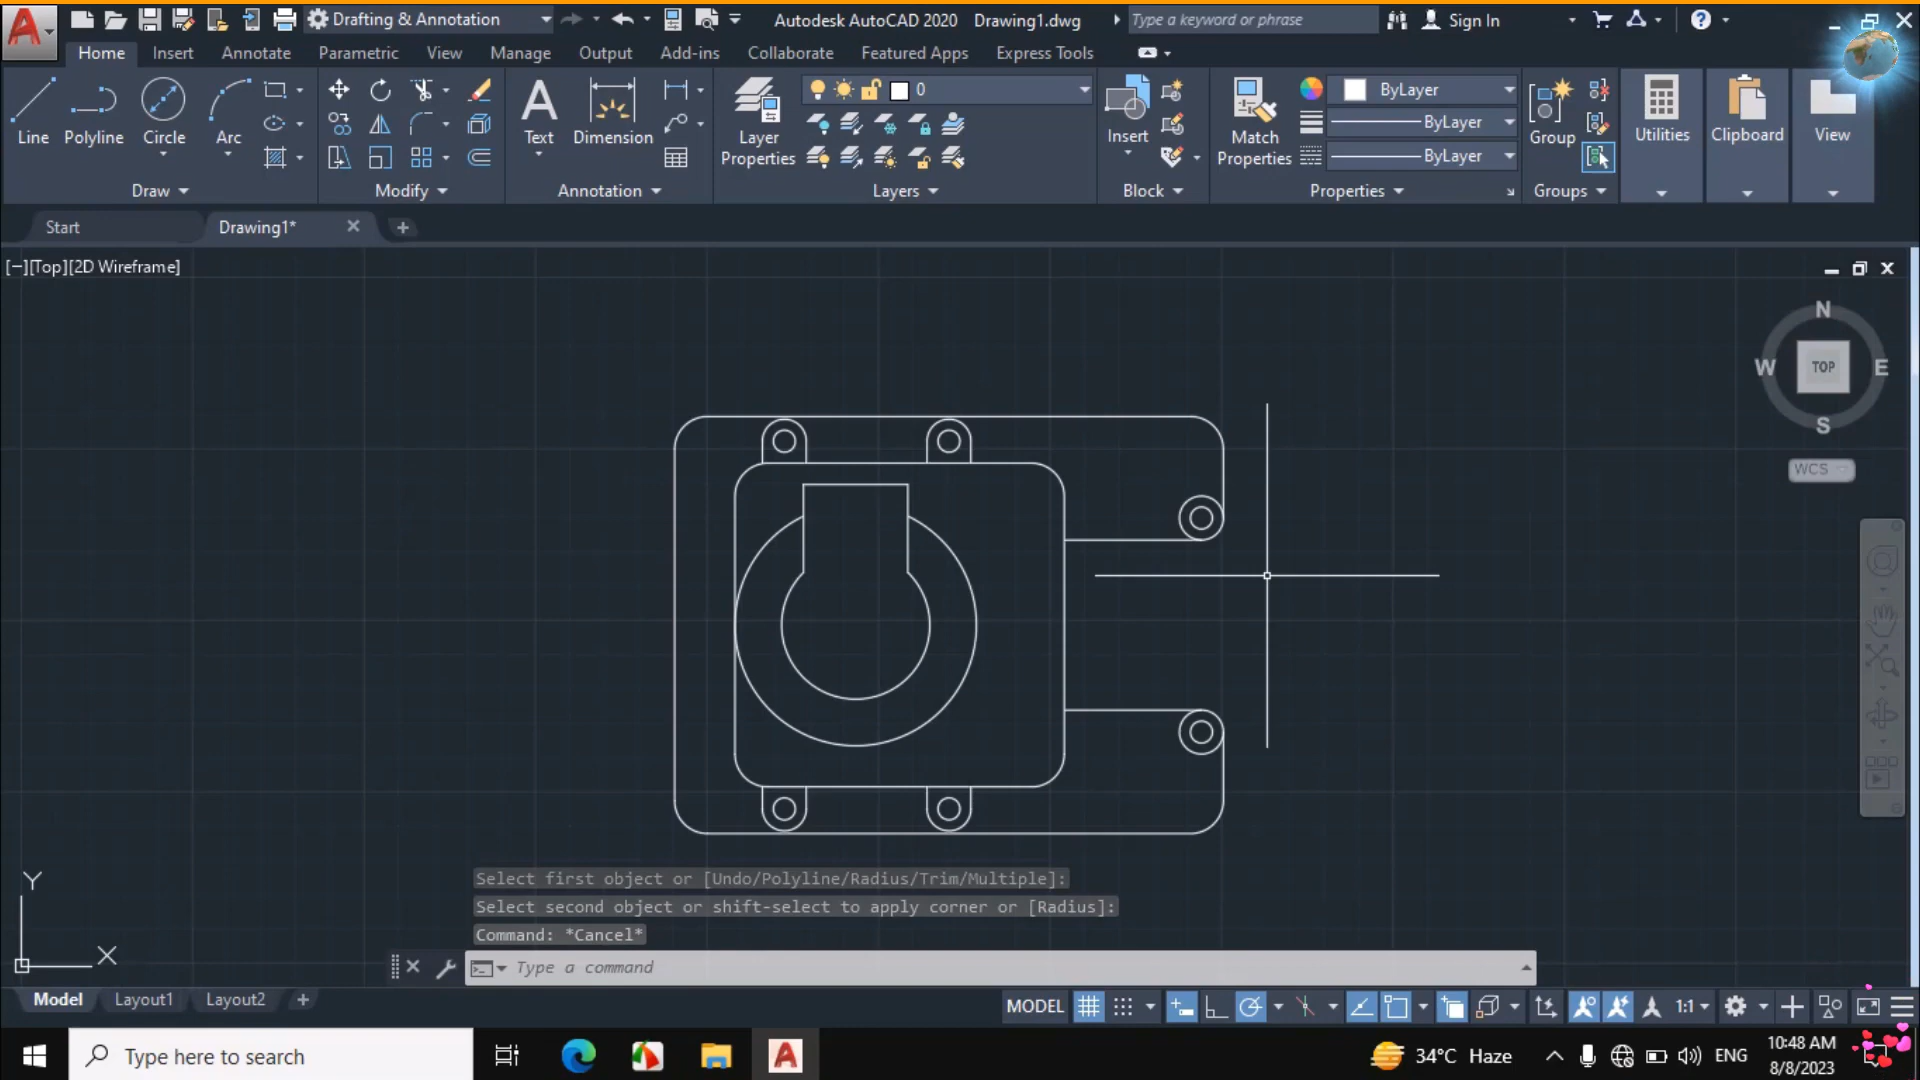 Drafting & Annotation
Autodesk AutoCAD 2020 Drawing1.dwg
Type a keyword or phrase
Sign In
Home Insert Annotate Parametric View Manage Output Add-ins Collaborate Featured Apps Express Tools
Line Polyline Circle Arc
Draw
Modify
Text Dimension
Annotation
Layer
Properties
0
Layers
Insert
Block
Match
Properties
ByLayer
ByLayer
ByLayer
Properties
Group
Groups
Utilities
Clipboard
View
Start
Drawing1*
[−][Top][2D Wireframe]
N
W TOP E
S
WCS
Y
X
Select first object or [Undo/Polyline/Radius/Trim/Multiple]:
Select second object or shift-select to apply corner or [Radius]:
Command: *Cancel*
Type a command
Model Layout1 Layout2 +
MODEL
1:1
Type here to search
34°C Haze
ENG
10:48 AM
8/8/2023